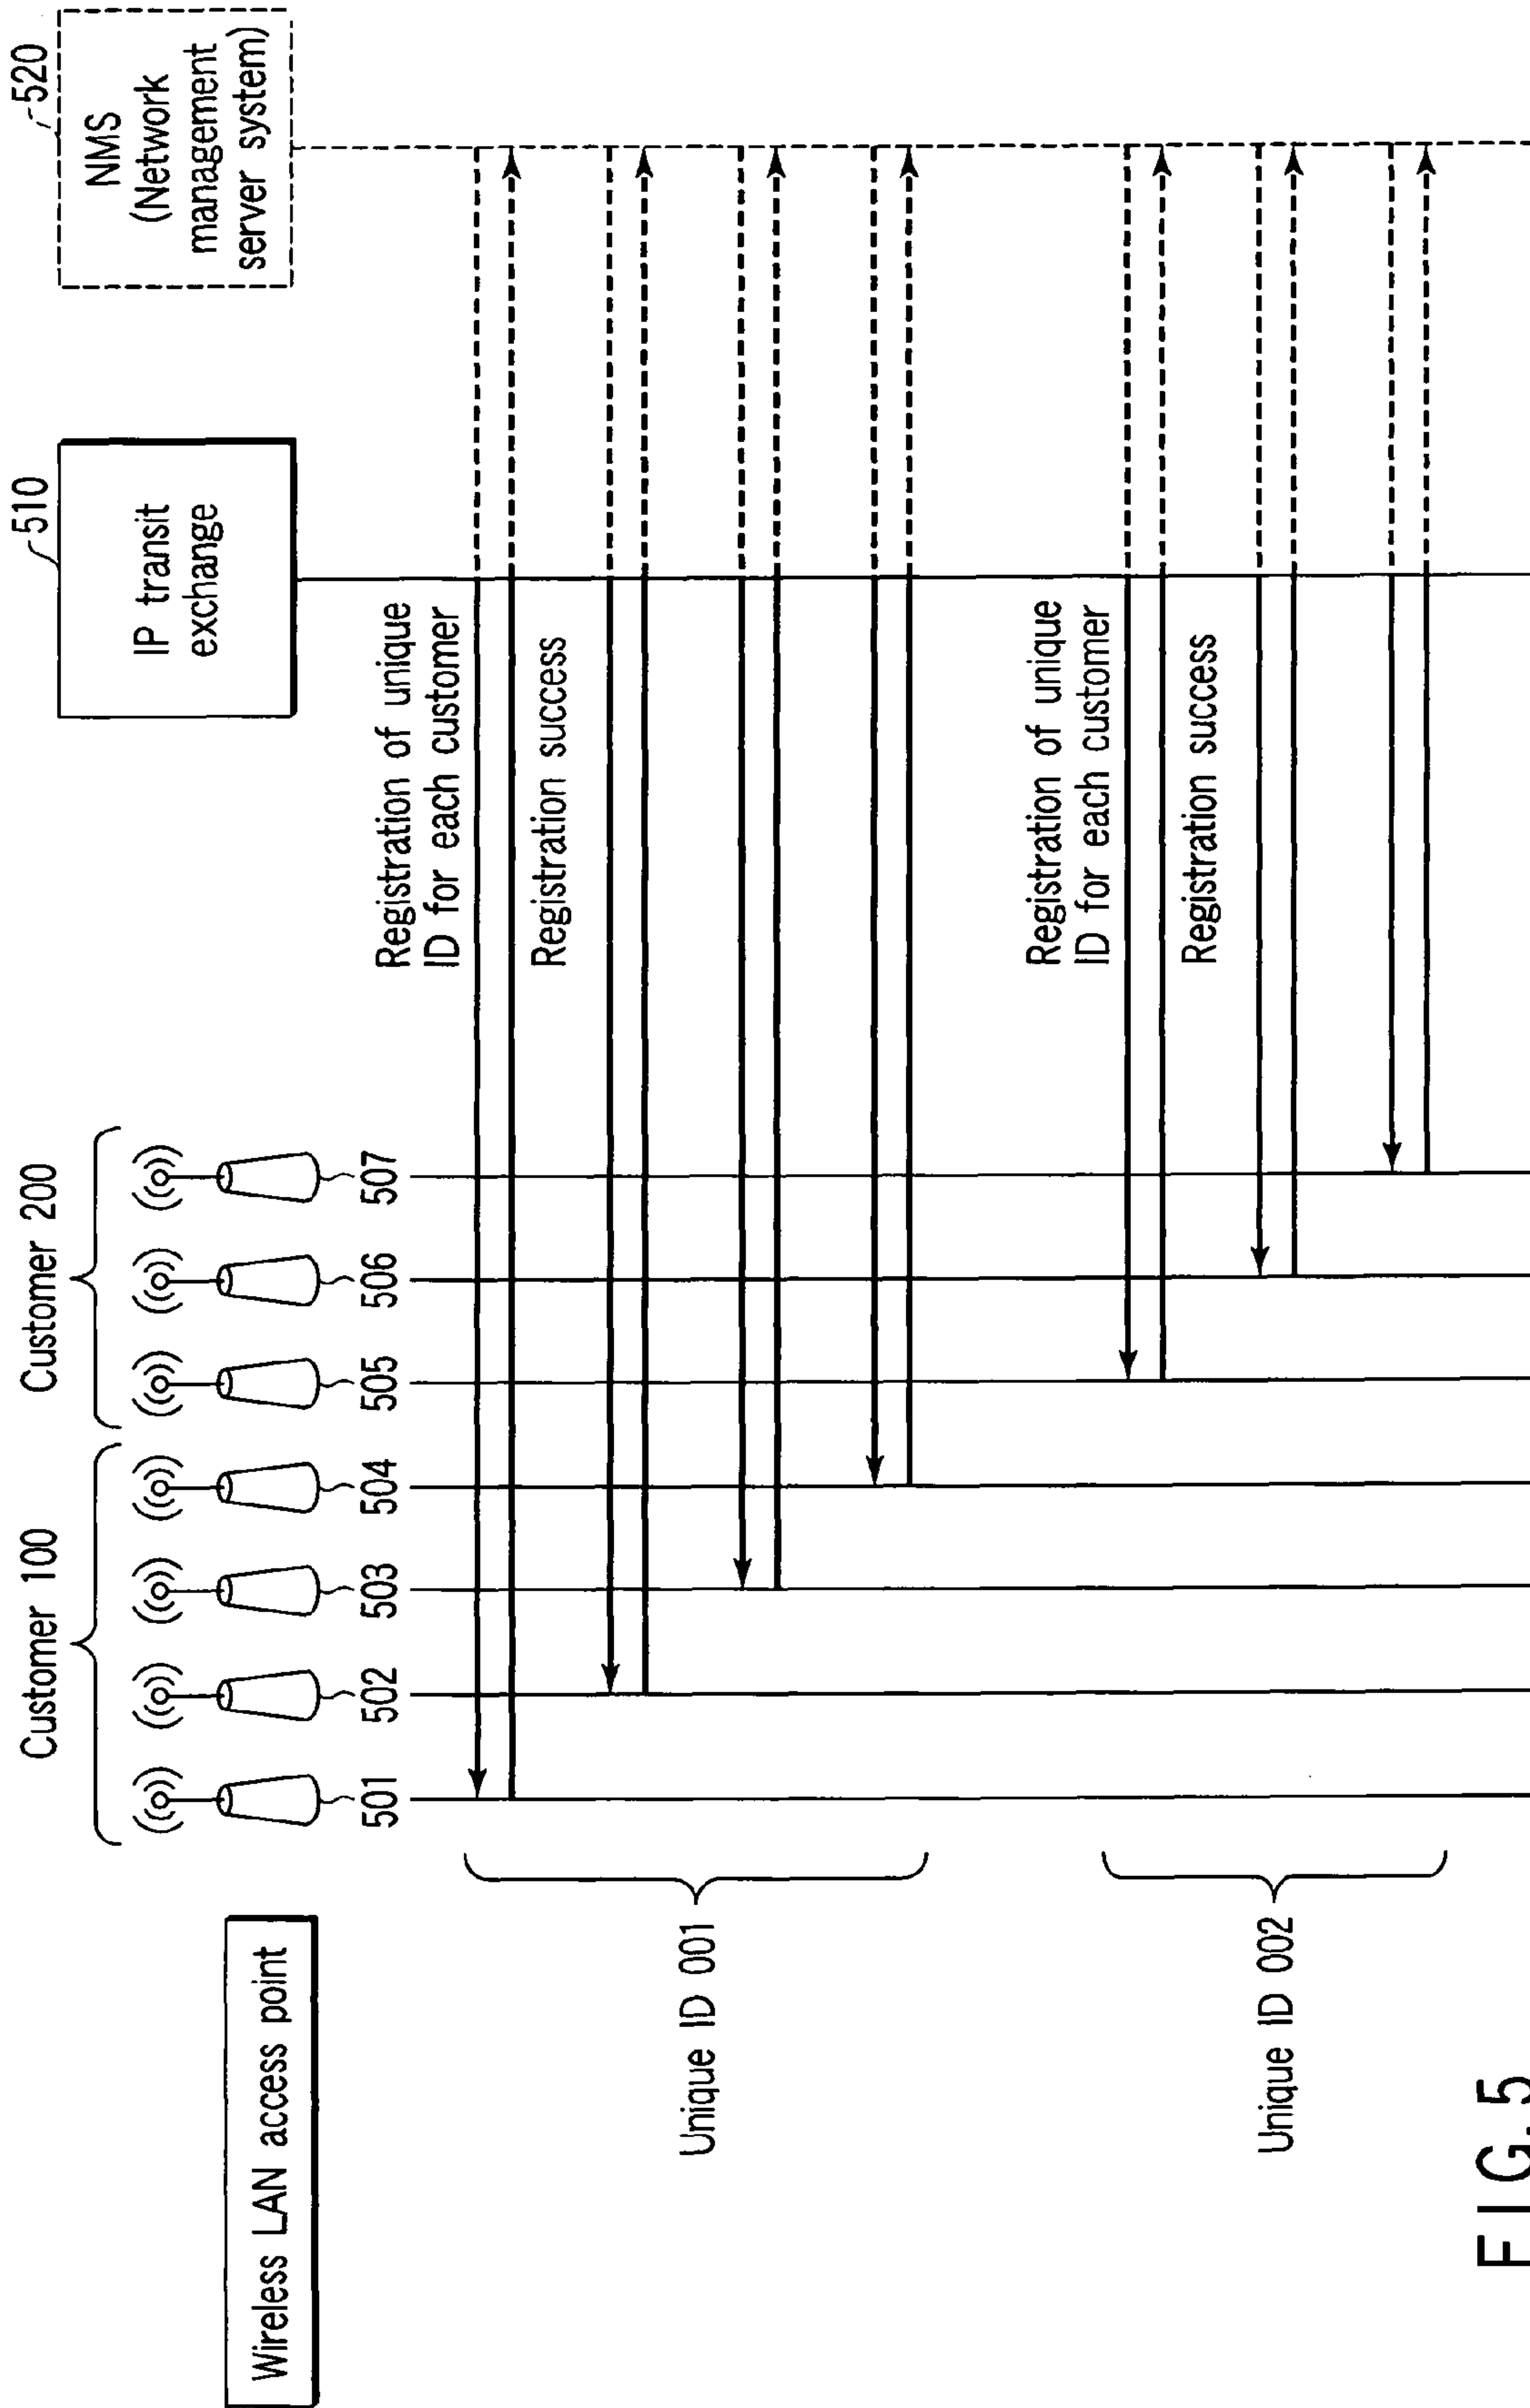 Customer 100
Customer 200
510
IP transit
exchange
520
NMS
(Network
management
server system)
Wireless LAN access point
501
502
503
504
505
506
507
Registration of unique
ID for each customer
Registration success
Unique ID 001
Registration of unique
ID for each customer
Registration success
Unique ID 002
FIG. 5